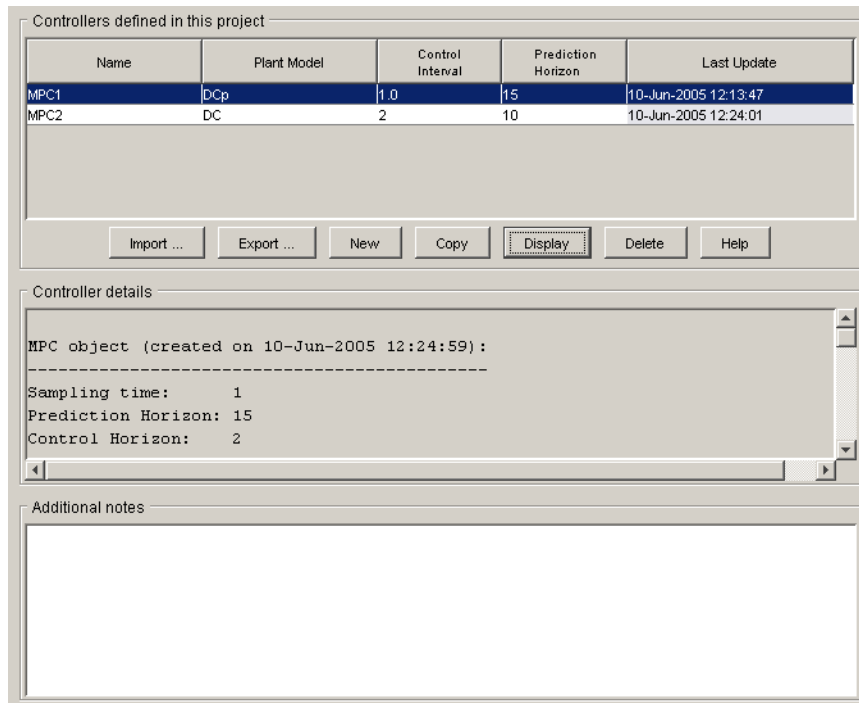 Controllers defined in this project
Name Plant Model Control Interval Prediction Horizon Last Update
MPC1 DCp 1.0 15 10-Jun-2005 12:13:47
MPC2 DC 2 10 10-Jun-2005 12:24:01
Import ... Export ... New Copy Display Delete Help
Controller details
MPC object (created on 10-Jun-2005 12:24:59):
---------------------------------------------
Sampling time: 1
Prediction Horizon: 15
Control Horizon: 2
Additional notes